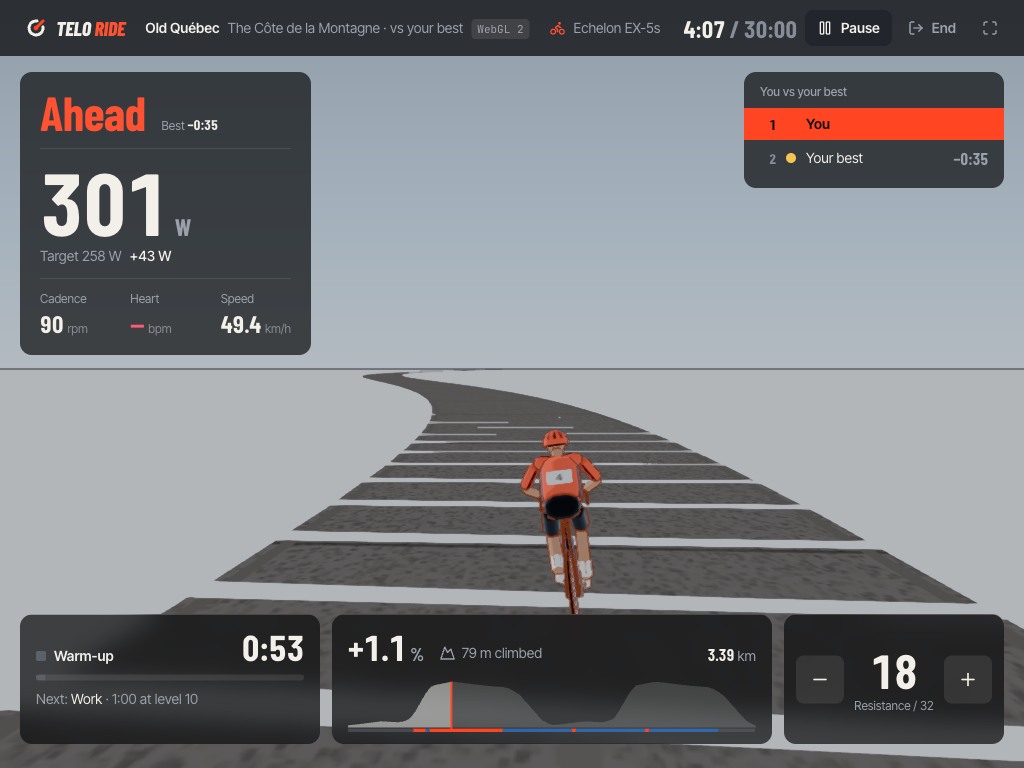 TELO RIDE Old Québec The Côte de la Montagne · vs your best WebGL 2 Echelon EX-5s 4:07 / 30:00 Pause End
Ahead Best −0:35
301 W
Target 258 W +43 W
Cadence Heart Speed
90 rpm — bpm 49.4 km/h
You vs your best
1 You
2 Your best −0:35
4
Warm-up 0:53
Next: Work · 1:00 at level 10
+1.1 % 79 m climbed 3.39 km
− 18 +
Resistance / 32